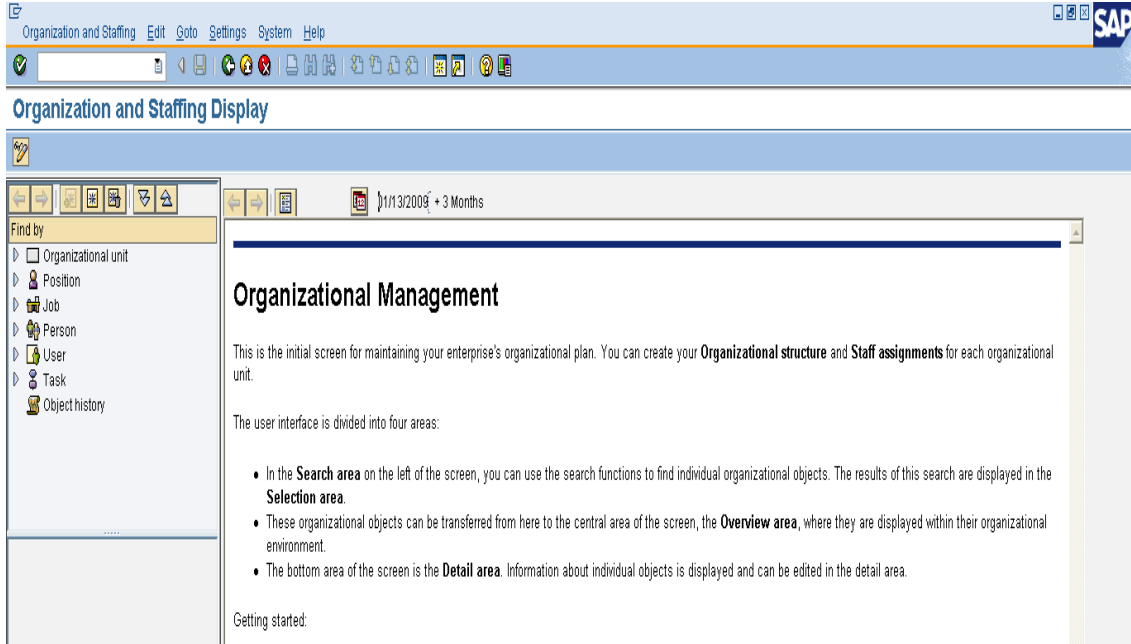 Organization and Staffing Edit Goto Settings System Help
SAP
Organization and Staffing Display
01/13/2009 + 3 Months
Find by
Organizational unit
Position
Job
Person
User
Task
Object history
Organizational Management
This is the initial screen for maintaining your enterprise's organizational plan. You can create your Organizational structure and Staff assignments for each organizational
unit.
The user interface is divided into four areas:
• In the Search area on the left of the screen, you can use the search functions to find individual organizational objects. The results of this search are displayed in the
Selection area.
• These organizational objects can be transferred from here to the central area of the screen, the Overview area, where they are displayed within their organizational
environment.
• The bottom area of the screen is the Detail area. Information about individual objects is displayed and can be edited in the detail area.
Getting started: